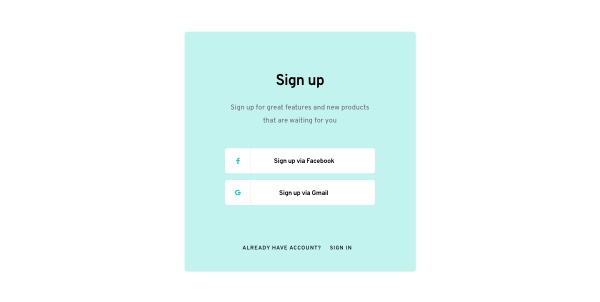 Sign up
Sign up for great features and new products
that are waiting for you
Sign up via Facebook
Sign up via Gmail
ALREADY HAVE ACCOUNT? SIGN IN